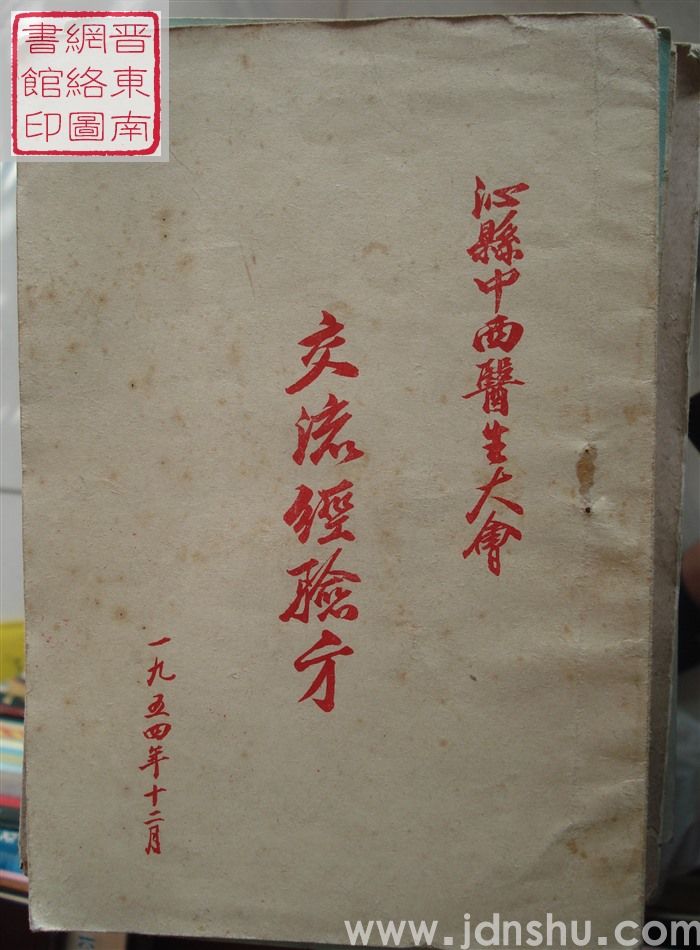 晋東南
網絡圖
書館印
沁縣中西醫生大會
交流經驗方
一九五四年十二月
www.jdnshu.com